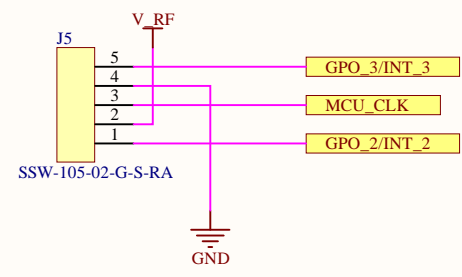 V_RF
J5
5
GPO_3/INT_3
4
3
MCU_CLK
2
1
GPO_2/INT_2
SSW-105-02-G-S-RA
GND